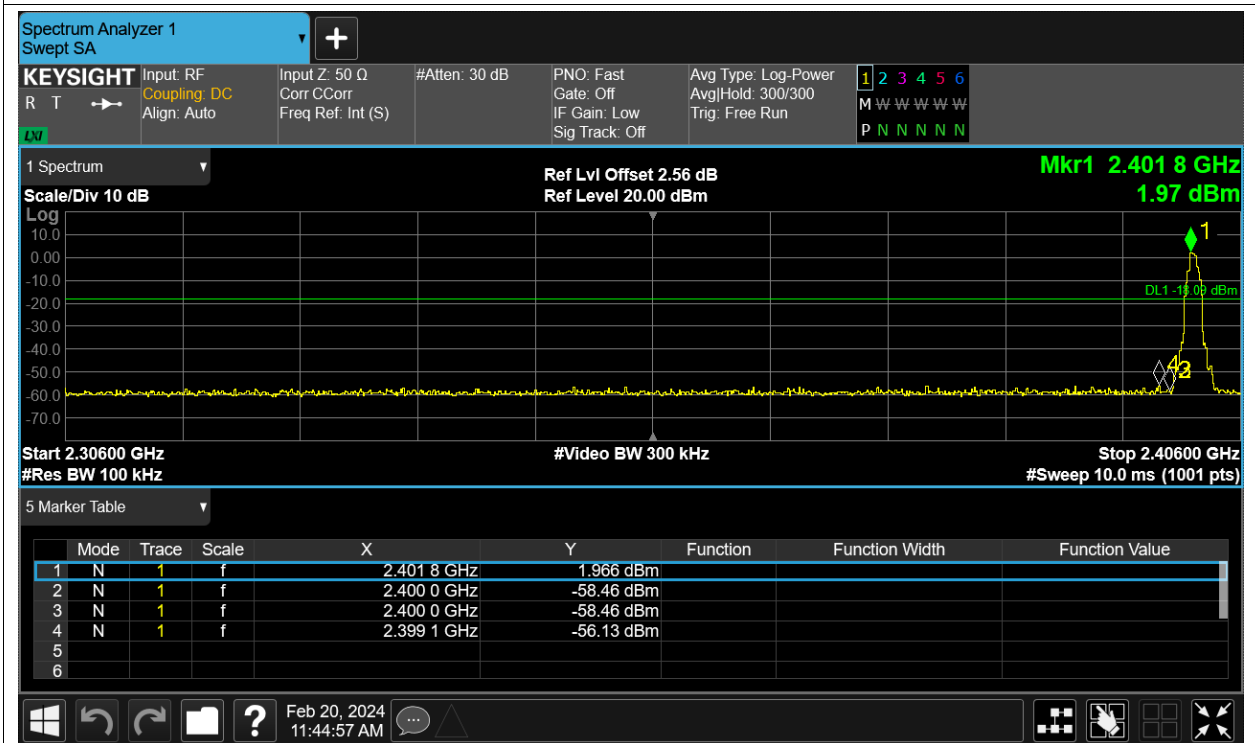 Spectrum Analyzer 1
Swept SA
+
KEYSIGHT
R T
LXI
Input: RF
Coupling: DC
Align: Auto
Input Z: 50 Ω
Corr CCorr
Freq Ref: Int (S)
#Atten: 30 dB
PNO: Fast
Gate: Off
IF Gain: Low
Sig Track: Off
Avg Type: Log-Power
Avg|Hold: 300/300
Trig: Free Run
1 2 3 4 5 6
M W W W W W
P N N N N N
1 Spectrum
Scale/Div 10 dB
Ref Lvl Offset 2.56 dB
Ref Level 20.00 dBm
Mkr1 2.401 8 GHz
1.97 dBm
Log
10.0
0.00
-10.0
-20.0
-30.0
-40.0
-50.0
-60.0
-70.0
1
DL1 -18.09 dBm
Start 2.30600 GHz
#Res BW 100 kHz
#Video BW 300 kHz
Stop 2.40600 GHz
#Sweep 10.0 ms (1001 pts)
5 Marker Table
Mode Trace Scale X Y Function Function Width Function Value
1 N 1 f 2.401 8 GHz 1.966 dBm
2 N 1 f 2.400 0 GHz -58.46 dBm
3 N 1 f 2.400 0 GHz -58.46 dBm
4 N 1 f 2.399 1 GHz -56.13 dBm
5
6
?
Feb 20, 2024
11:44:57 AM